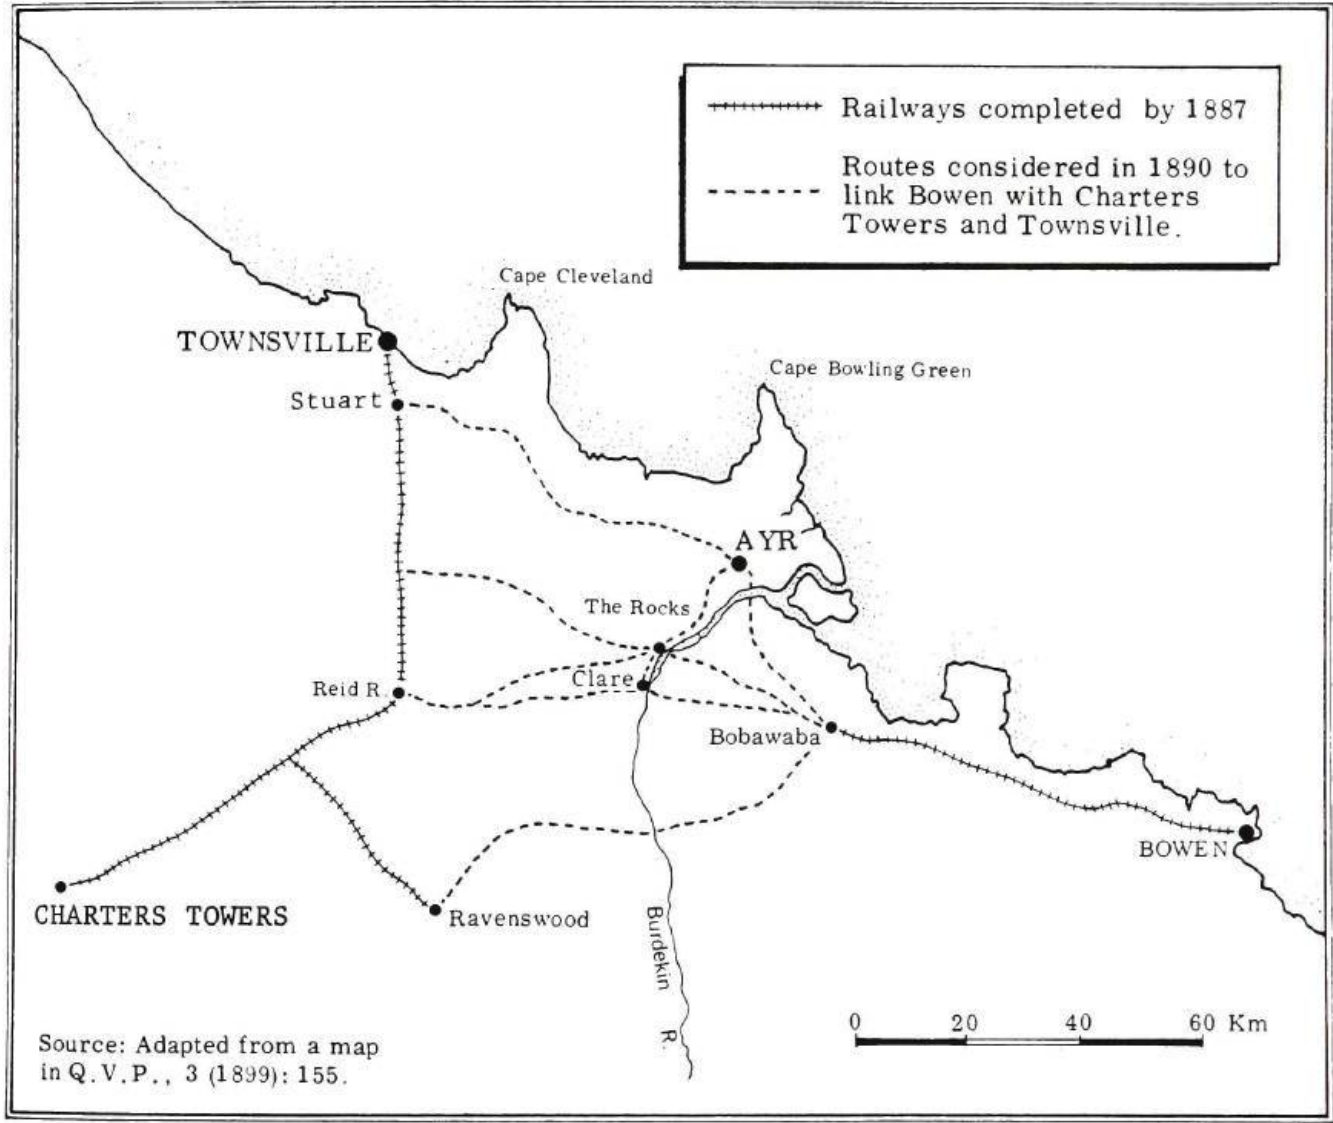 Railways completed by 1887
Routes considered in 1890 to
link Bowen with Charters
Towers and Townsville.
Cape Cleveland
TOWNSVILLE
Cape Bowling Green
Stuart
AYR
The Rocks
Clare
Reid R.
Bobawaba
BOWEN
CHARTERS TOWERS
Ravenswood
Burdekin R.
0 20 40 60 Km
Source: Adapted from a map
in Q.V.P., 3 (1899): 155.